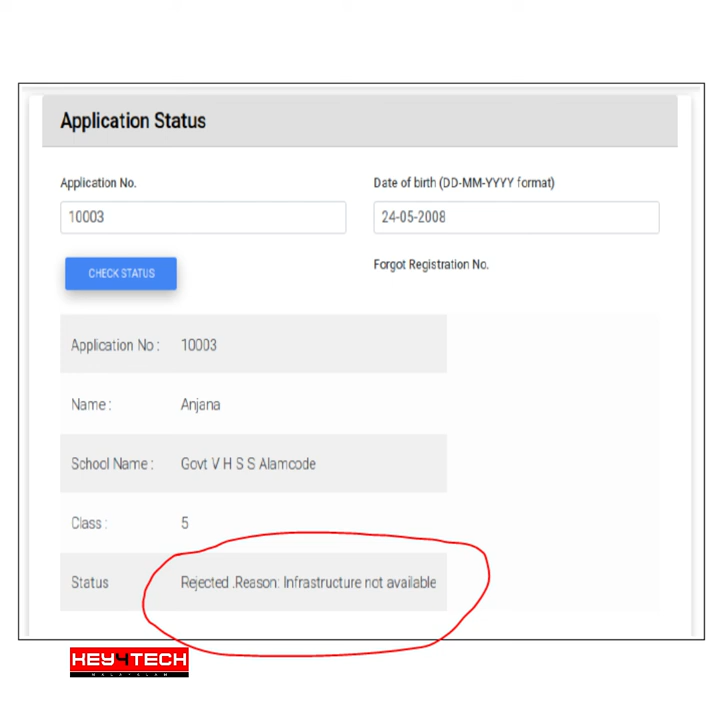 Application Status
Application No.
Date of birth (DD-MM-YYYY format)
10003
24-05-2008
CHECK STATUS
Forgot Registration No.
Application No : 10003
Name : Anjana
School Name : Govt V H S S Alamcode
Class : 5
Status Rejected .Reason: Infrastructure not available
HEY4TECH
MALAYALAM